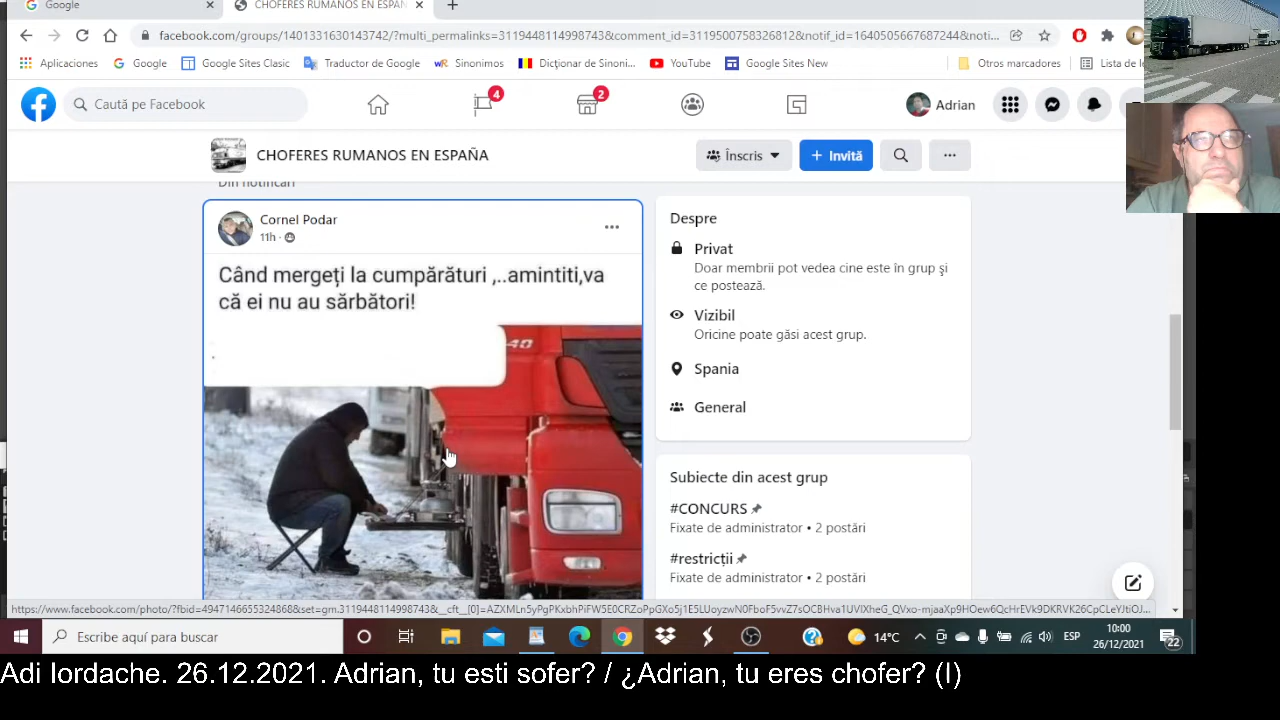 Google
CHOFERES RUMANOS EN ESPAÑ
facebook.com/groups/1401331630143742/?multi_permalinks=3119448114998743&comment_id=3119500758326812&notif_id=1640505667687244&noti...
Aplicaciones
Google
Google Sites Clasic
Traductor de Google
Sinonimos
Dicționar de Sinoni...
YouTube
Google Sites New
Otros marcadores
Lista de le
Caută pe Facebook
4
2
Adrian
CHOFERES RUMANOS EN ESPAÑA
Înscris
+ Invită
Din notificări
Cornel Podar
11h ·
Când mergeți la cumpărături ,..amintiti,va
că ei nu au sărbători!
40
Despre
Privat
Doar membrii pot vedea cine este în grup și
ce postează.
Vizibil
Oricine poate găsi acest grup.
Spania
General
Subiecte din acest grup
#CONCURS
Fixate de administrator • 2 postări
#restricții
Fixate de administrator • 2 postări
Escribe aquí para buscar
14°C
ESP
10:00
26/12/2021
22
Adi Iordache. 26.12.2021. Adrian, tu esti sofer? / ¿Adrian, tu eres chofer? (I)